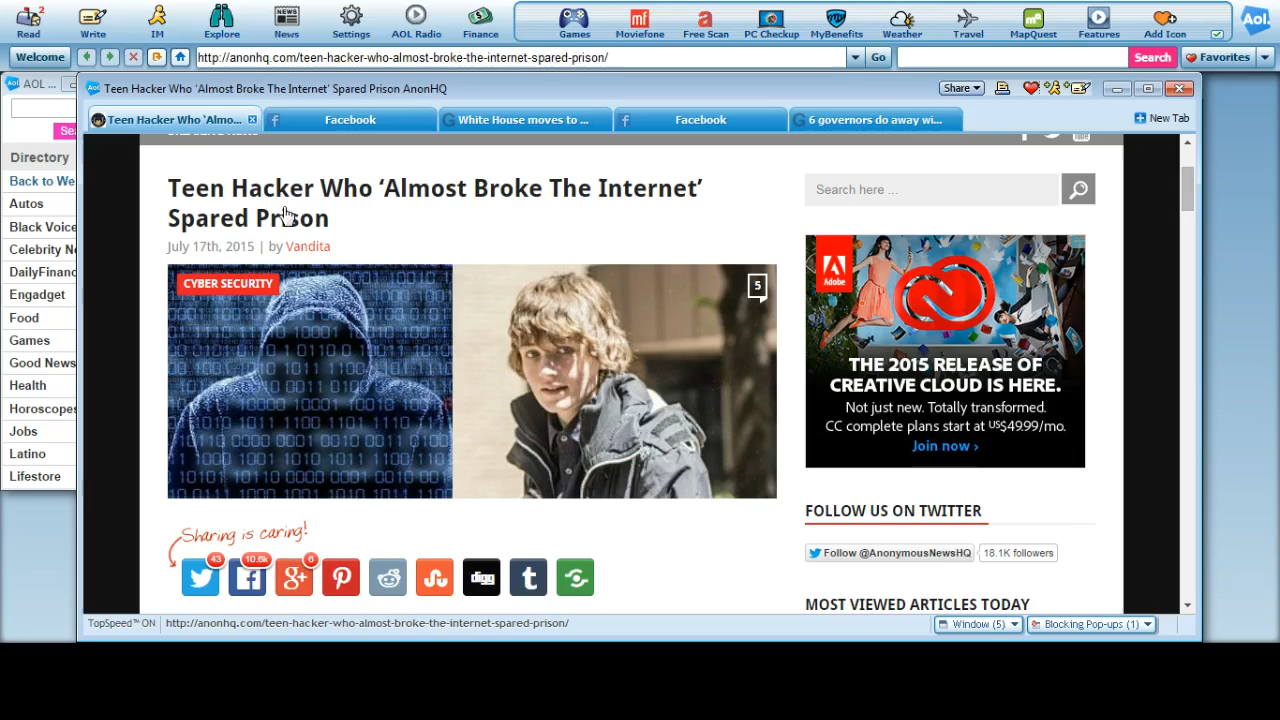 2
Read
Write
IM
Explore
News
Settings
AOL Radio
Finance
Games
Moviefone
Free Scan
PC Checkup
MyBenefits
Weather
Travel
MapQuest
Features
Add Icon
Aol.
Welcome
http://anonhq.com/teen-hacker-who-almost-broke-the-internet-spared-prison/
Go
Search
Favorites
AOL ...
Teen Hacker Who ‘Almost Broke The Internet’ Spared Prison AnonHQ
Share
Teen Hacker Who ‘Almo...
Facebook
White House moves to ...
Facebook
6 governors do away wi...
New Tab
Directory
Back to We
Autos
Black Voice
Celebrity Ne
DailyFinanc
Engadget
Food
Games
Good News
Health
Horoscopes
Jobs
Latino
Lifestore
Teen Hacker Who ‘Almost Broke The Internet’
Spared Prison
July 17th, 2015 | by Vandita
CYBER SECURITY
5
Search here ...
Adobe
THE 2015 RELEASE OF
CREATIVE CLOUD IS HERE.
Not just new. Totally transformed.
CC complete plans start at US$49.99/mo.
Join now ›
Sharing is caring!
43
10.6k
6
digg
FOLLOW US ON TWITTER
Follow @AnonymousNewsHQ
18.1K followers
MOST VIEWED ARTICLES TODAY
TopSpeed™ ON
http://anonhq.com/teen-hacker-who-almost-broke-the-internet-spared-prison/
Window (5)
Blocking Pop-ups (1)